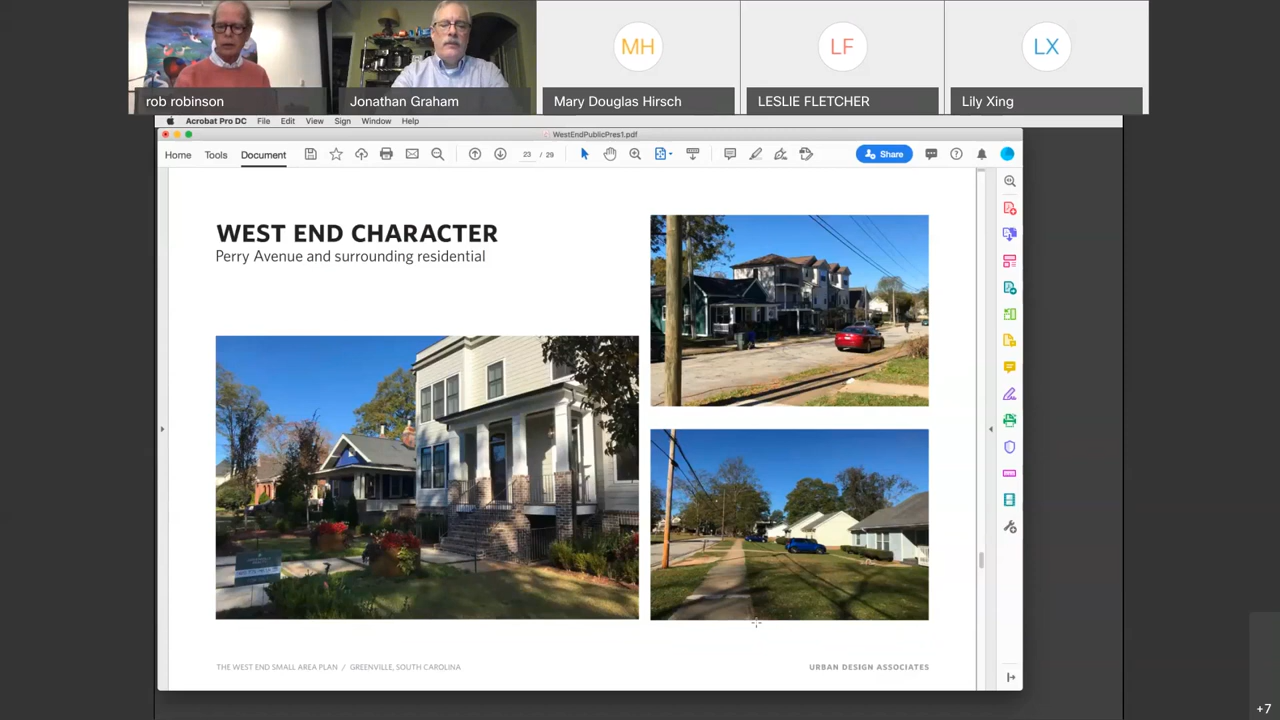 MH
LF
LX
rob robinson
Jonathan Graham
Mary Douglas Hirsch
LESLIE FLETCHER
Lily Xing
Acrobat Pro DC File Edit View Sign Window Help
WestEndPublicPres1.pdf
Home Tools Document
23 / 29
Share
WEST END CHARACTER
Perry Avenue and surrounding residential
THE WEST END SMALL AREA PLAN / GREENVILLE, SOUTH CAROLINA
URBAN DESIGN ASSOCIATES
+7